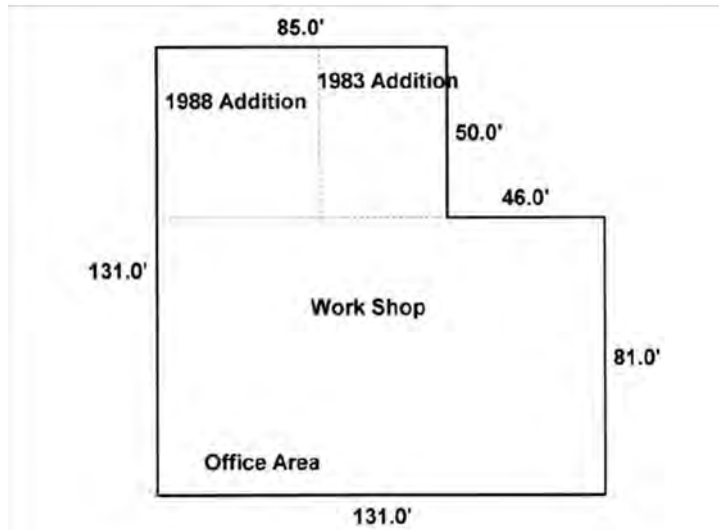 85.0'
1983 Addition
1988 Addition
50.0'
46.0'
131.0'
Work Shop
81.0'
Office Area
131.0'